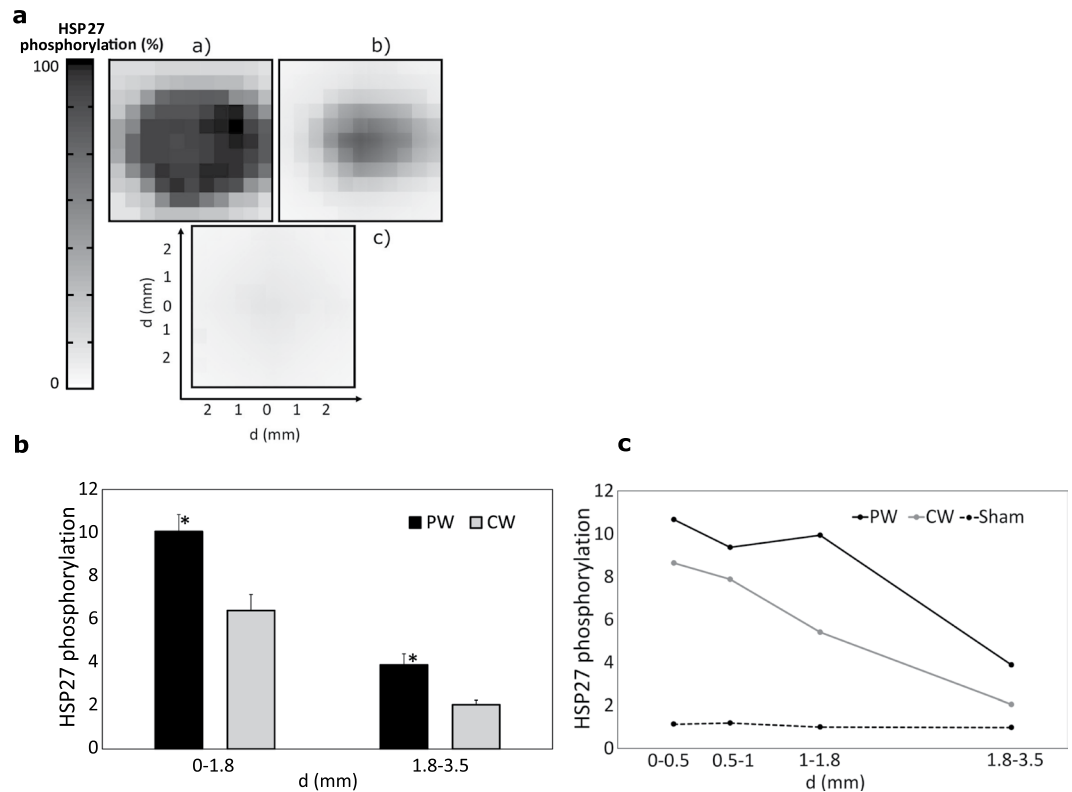 a
HSP27
phosphorylation (%)
a)
b)
100
0
c)
2
1
0
1
2
d (mm)
2 1 0 1 2
d (mm)
b
HSP27 phosphorylation
12
10
8
6
4
2
0
PW CW
*
*
0-1.8 1.8-3.5
d (mm)
c
HSP27 phosphorylation
12
10
8
6
4
2
0
PW CW Sham
0-0.5 0.5-1 1-1.8 1.8-3.5
d (mm)